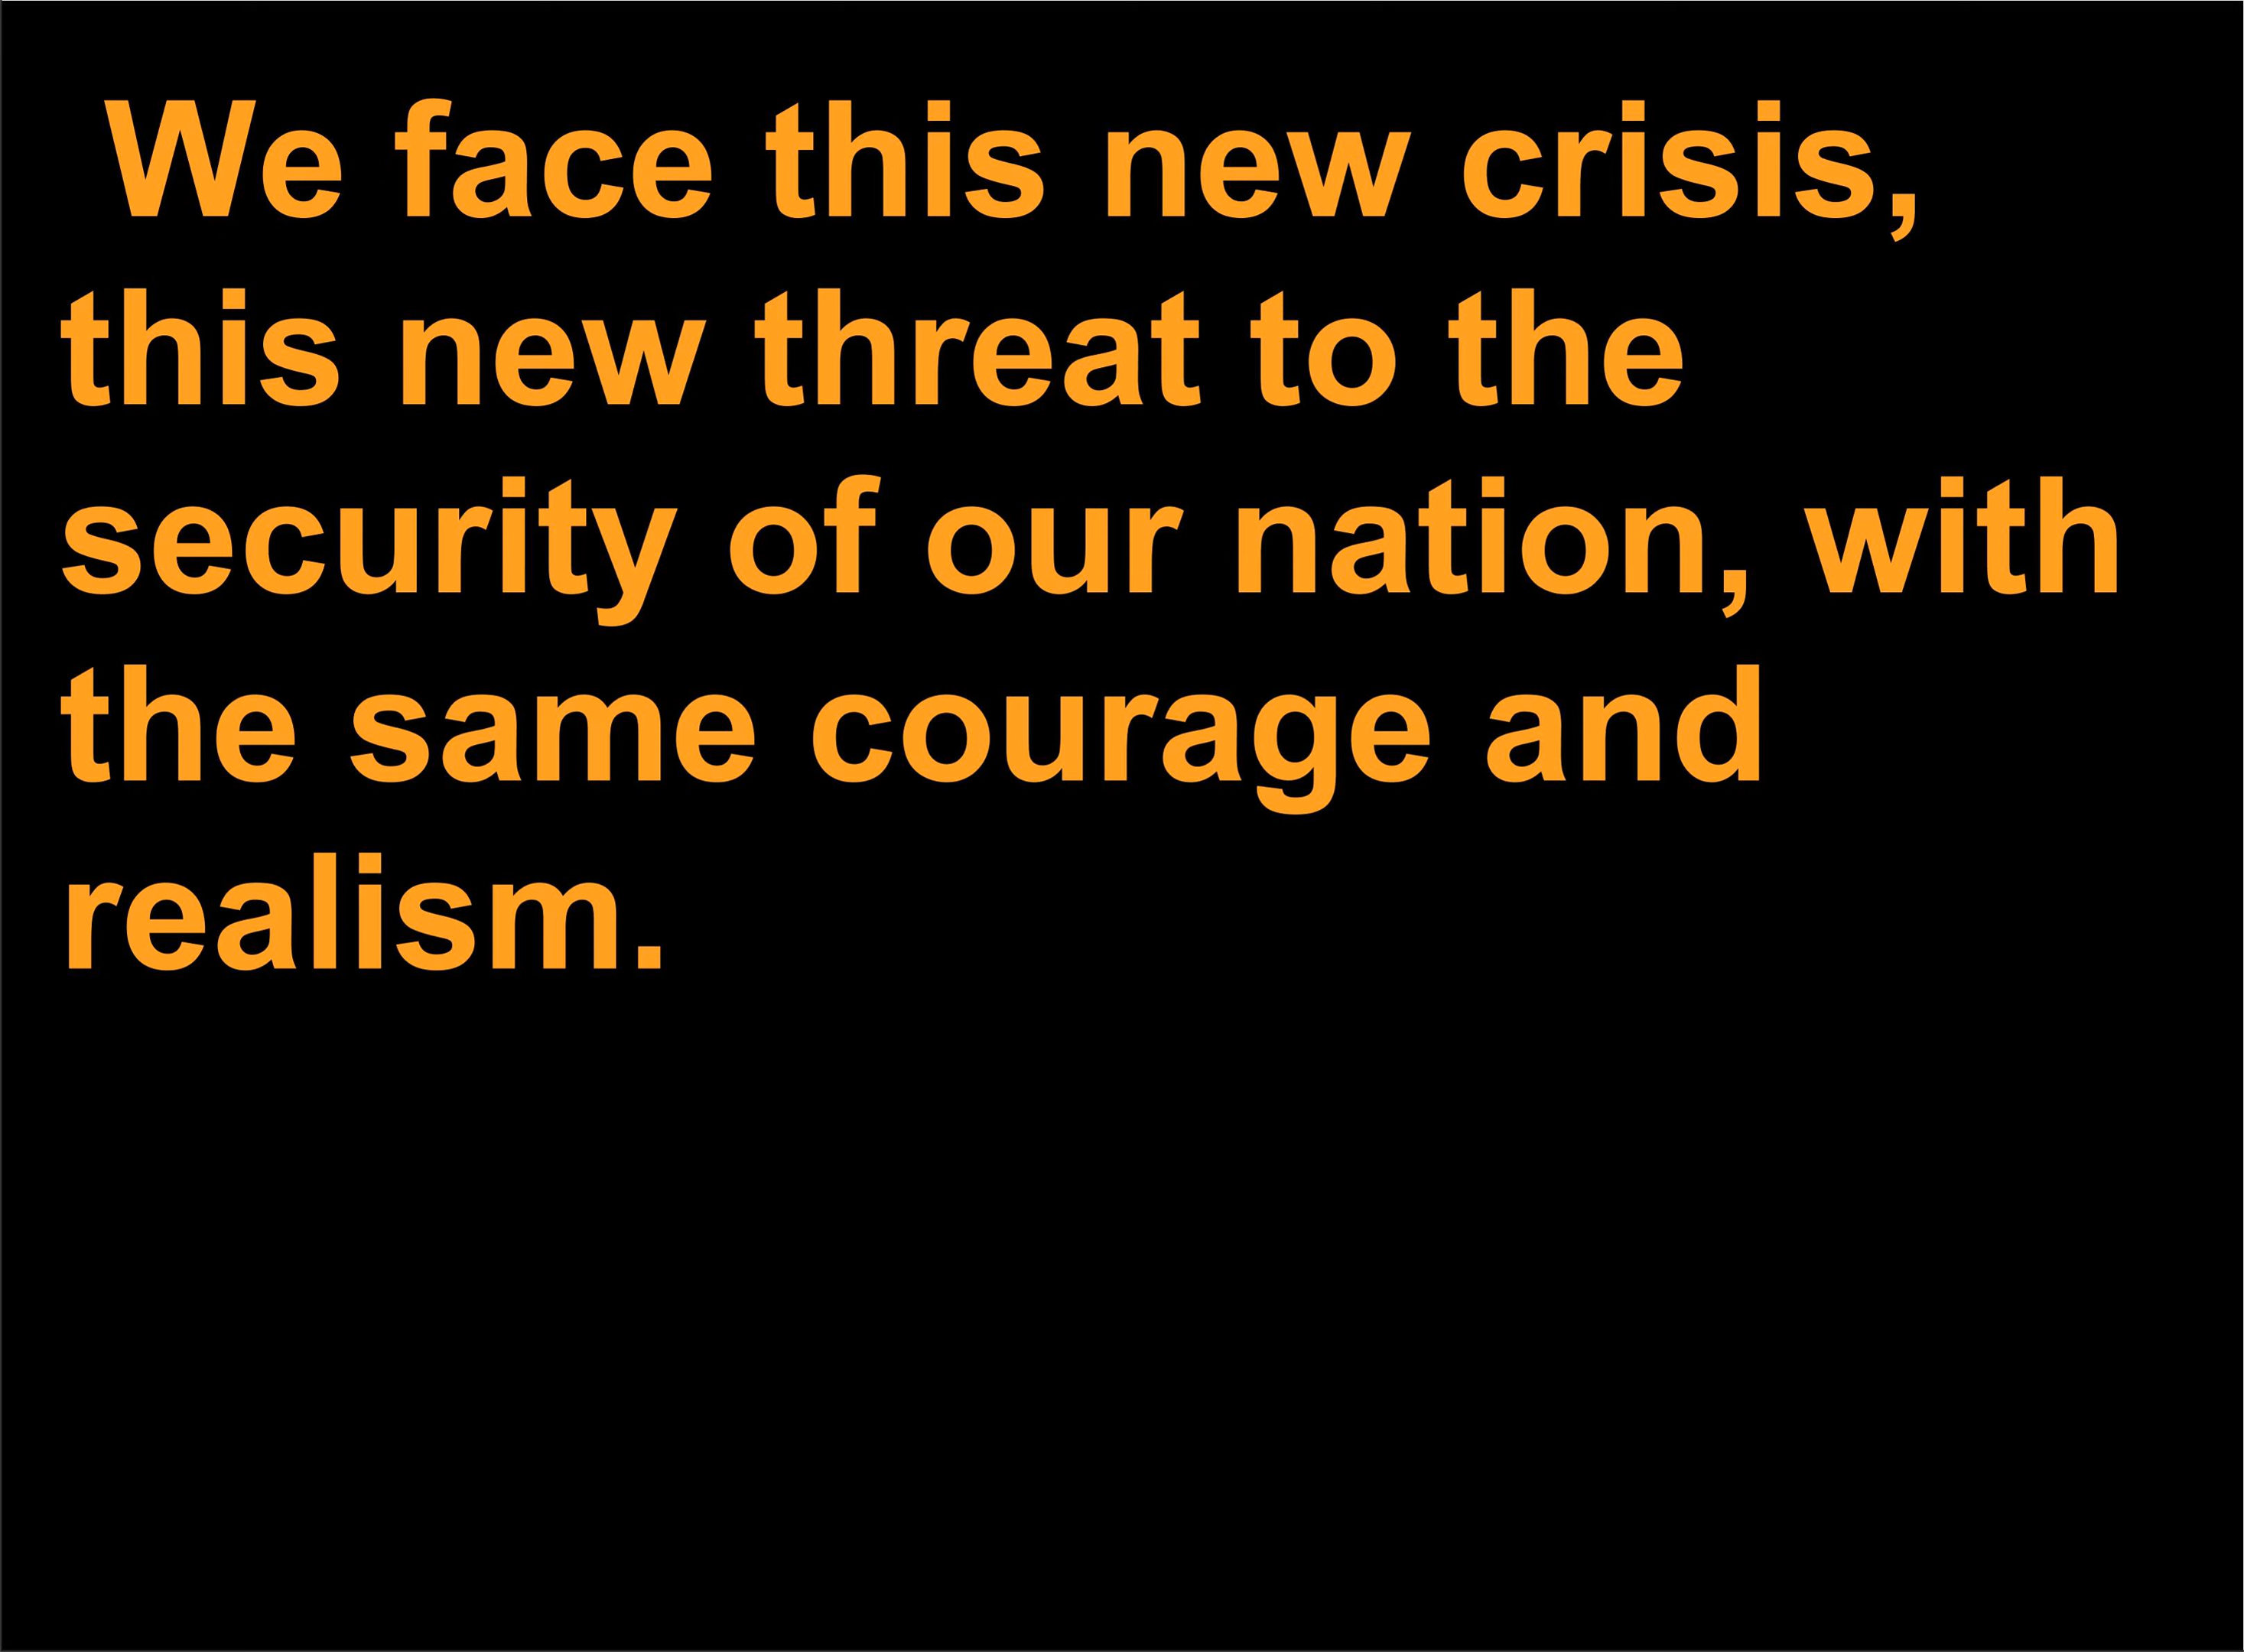 We face this new crisis,
this new threat to the
security of our nation, with
the same courage and
realism.